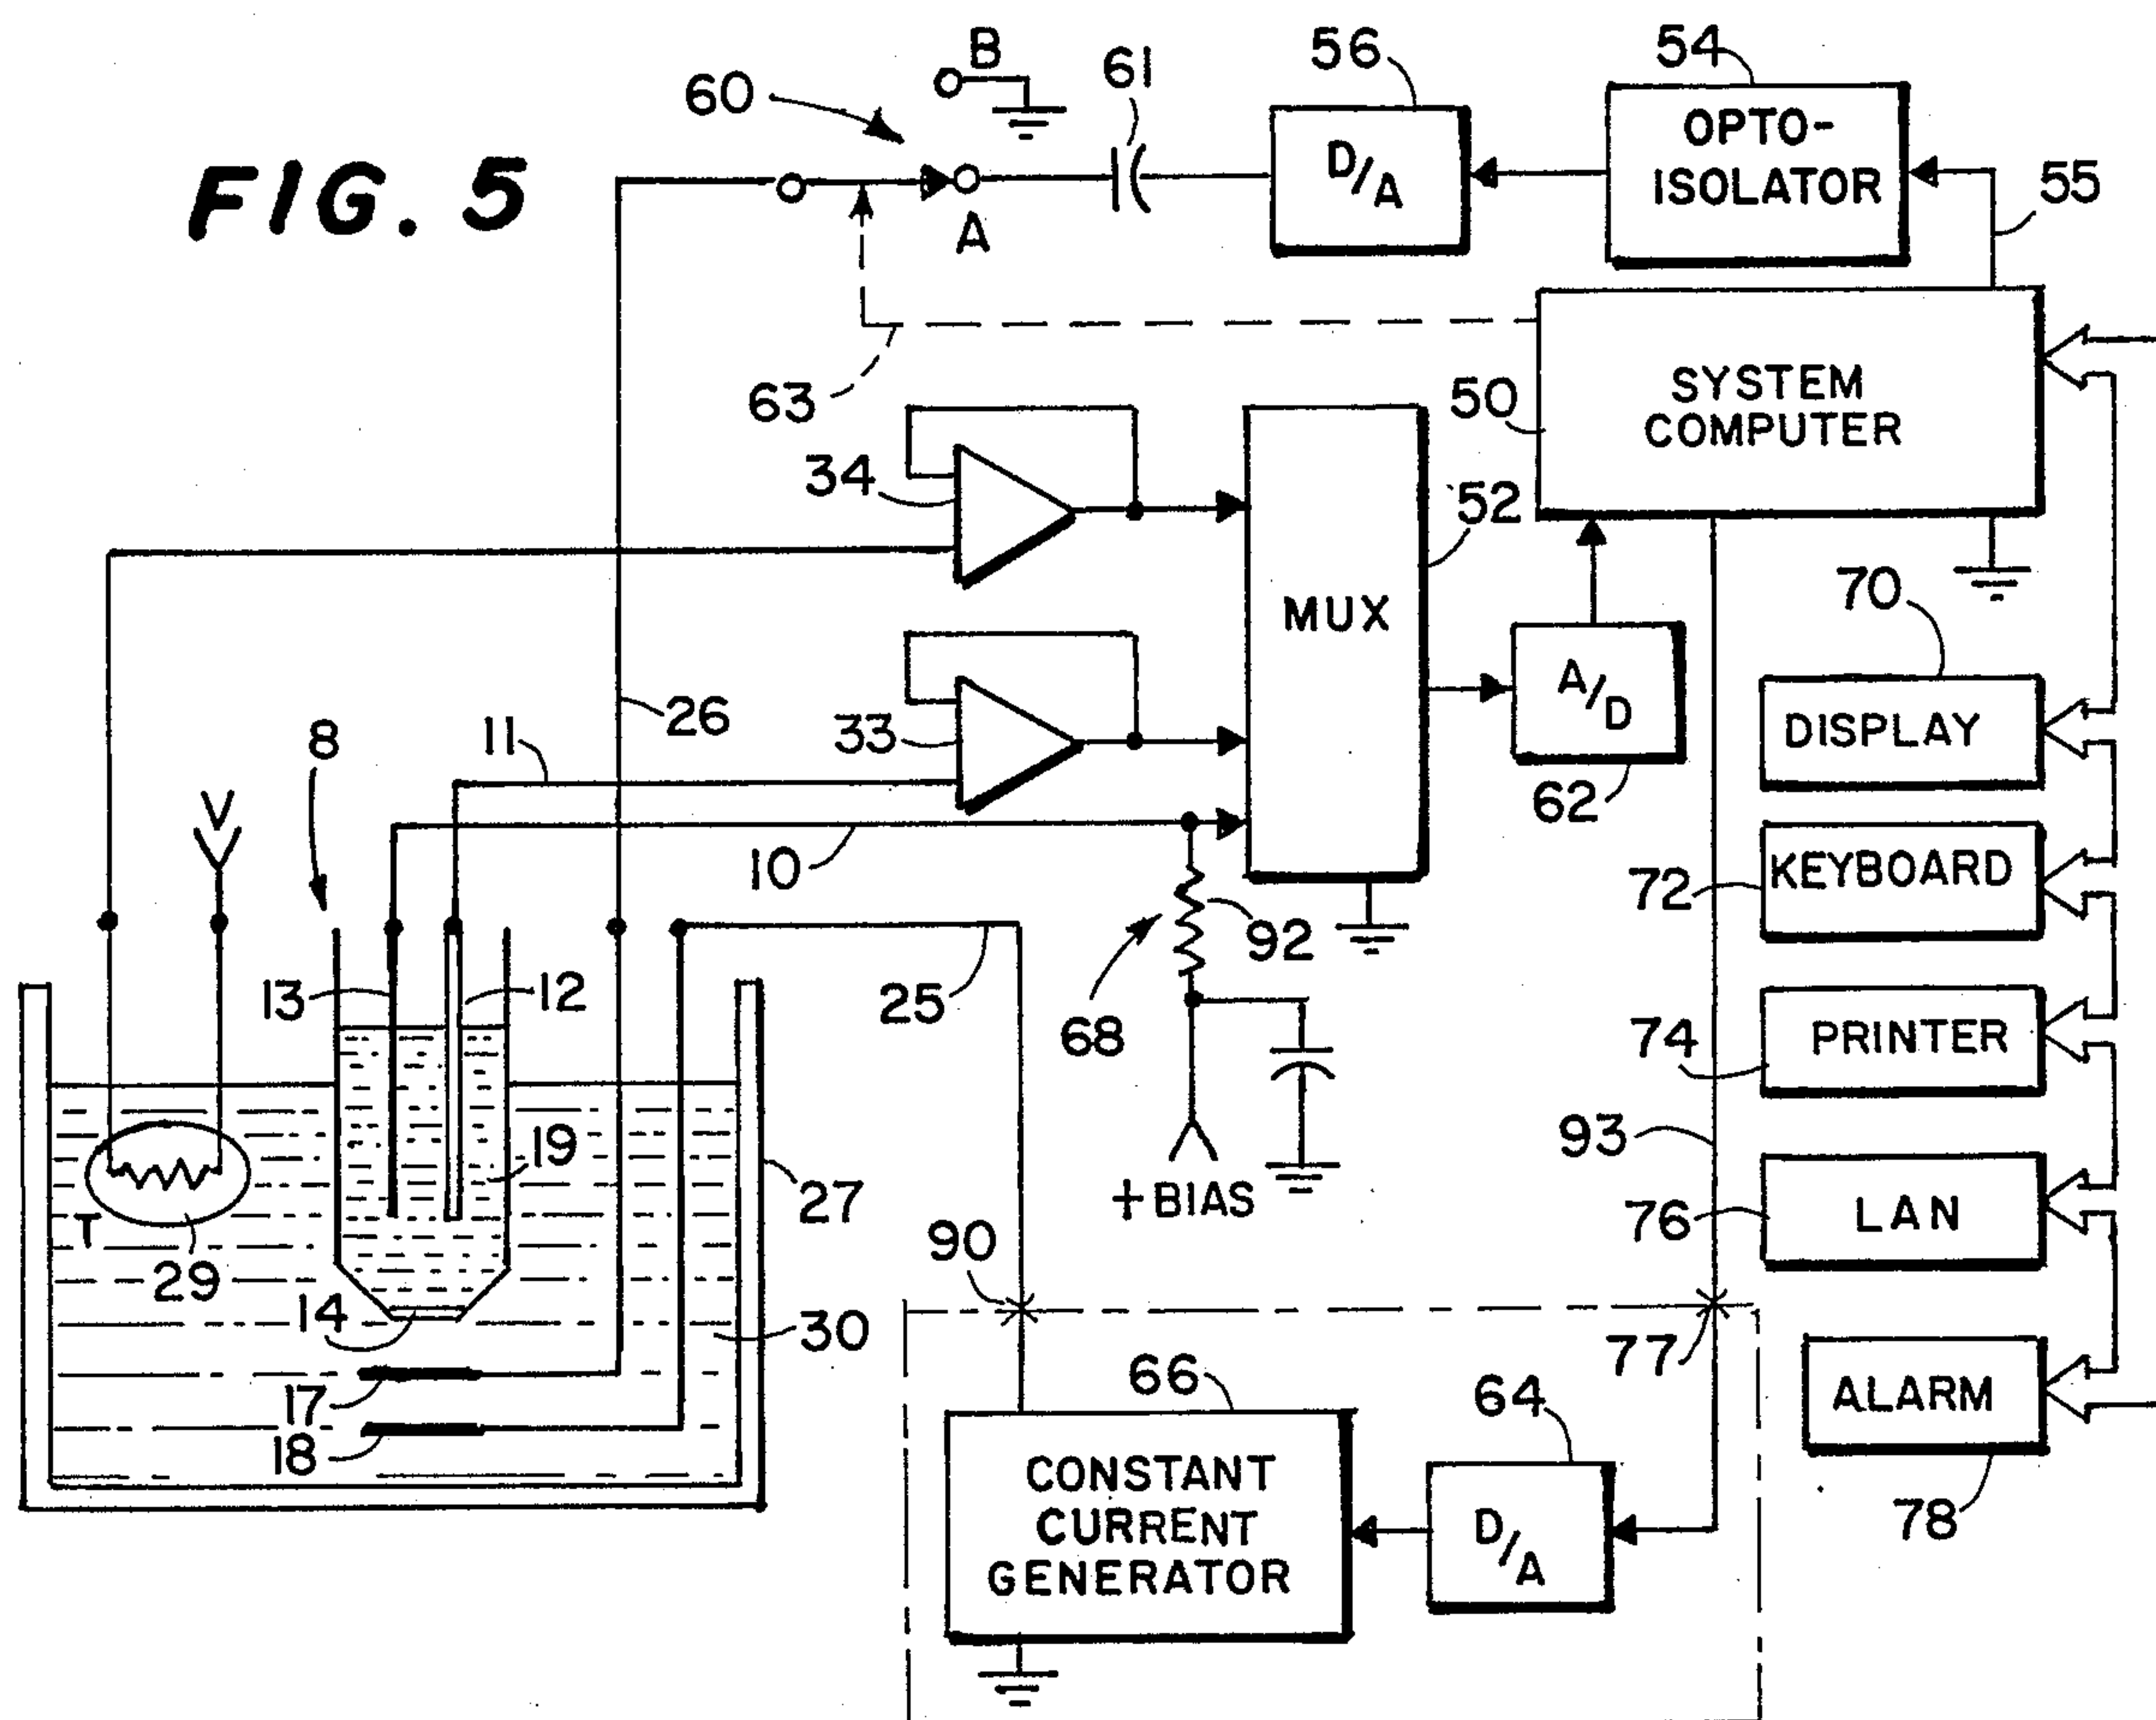 FIG. 5
60
B
61
56
54
A
D/A
OPTO-
ISOLATOR
55
63
50
SYSTEM
COMPUTER
34
52
MUX
70
DISPLAY
A/D
62
8
11
26
33
10
V
72
KEYBOARD
13
12
25
68
92
74
PRINTER
19
93
27
+BIAS
76
LAN
T
29
90
14
30
77
17
18
66
64
ALARM
78
CONSTANT
CURRENT
GENERATOR
D/A